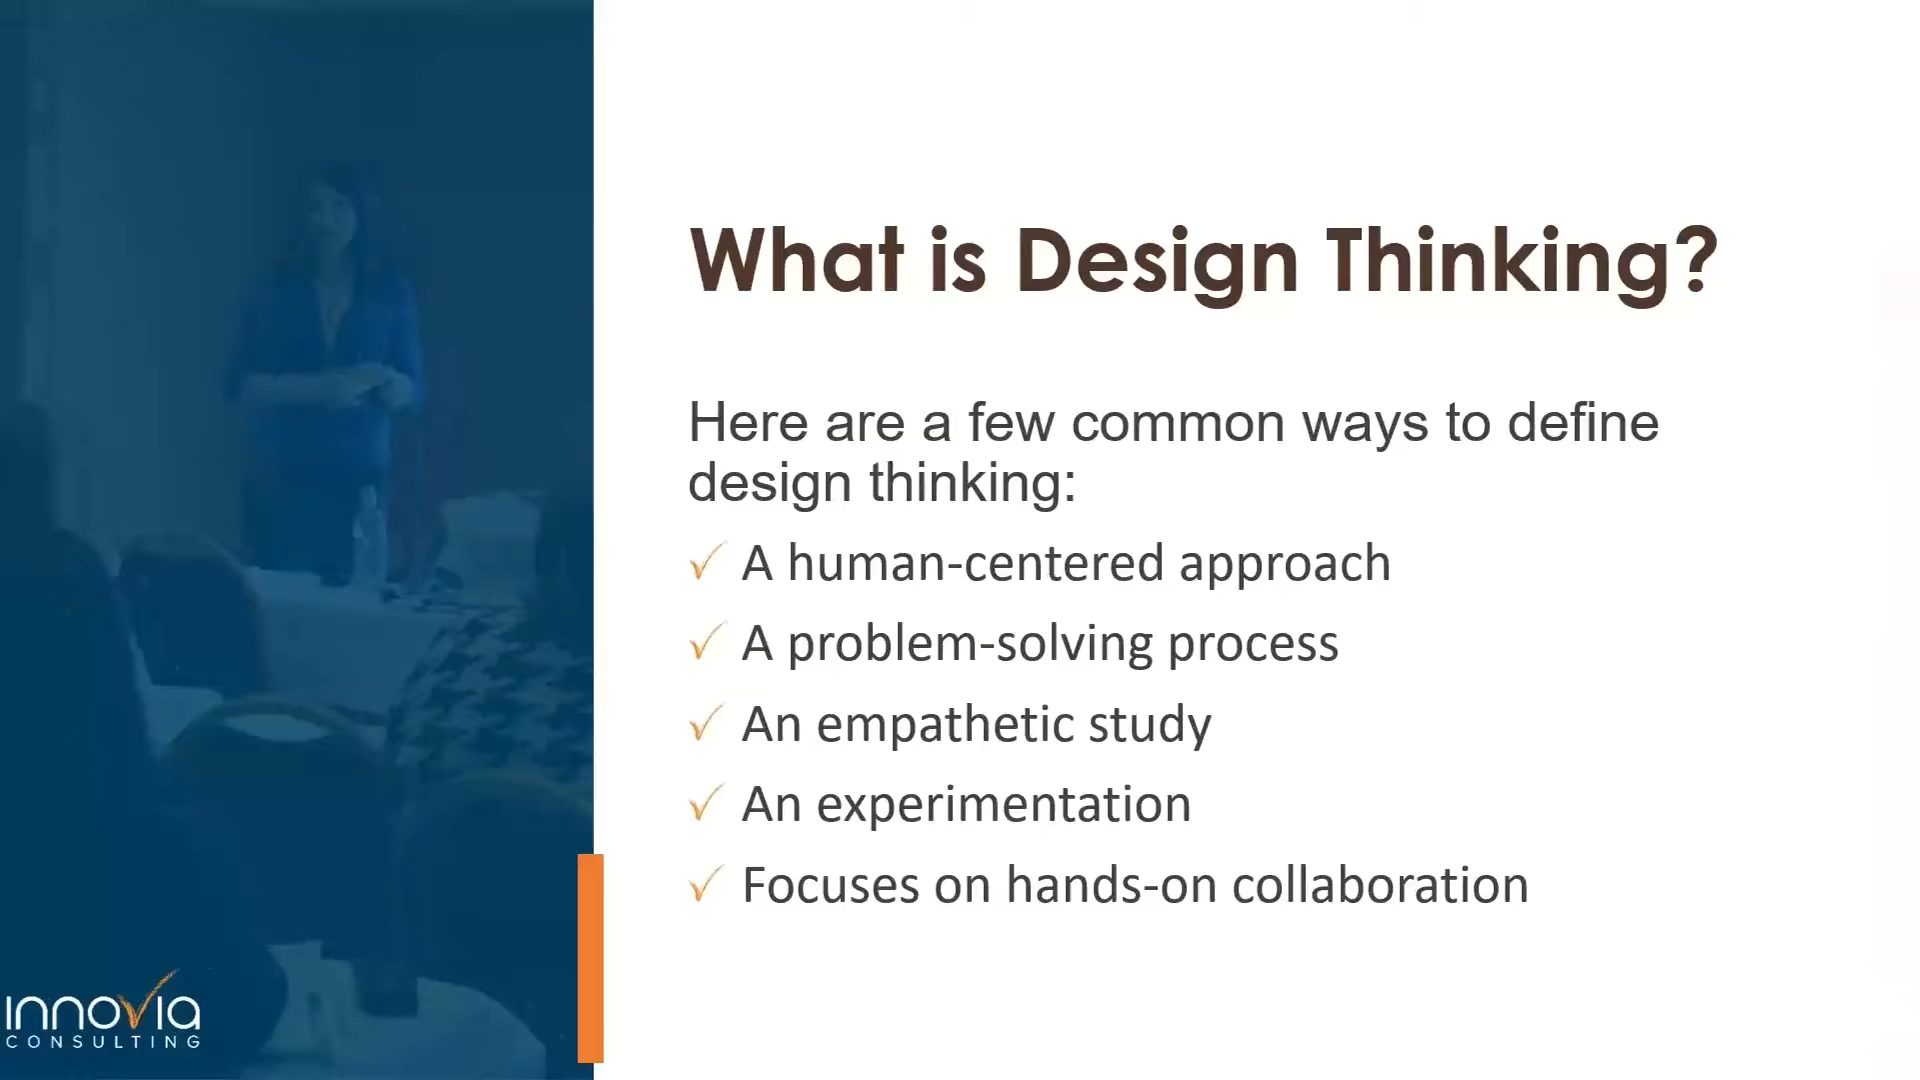 What is Design Thinking?
Here are a few common ways to define
design thinking:
✓ A human-centered approach
✓ A problem-solving process
✓ An empathetic study
✓ An experimentation
✓ Focuses on hands-on collaboration
innovia
CONSULTING